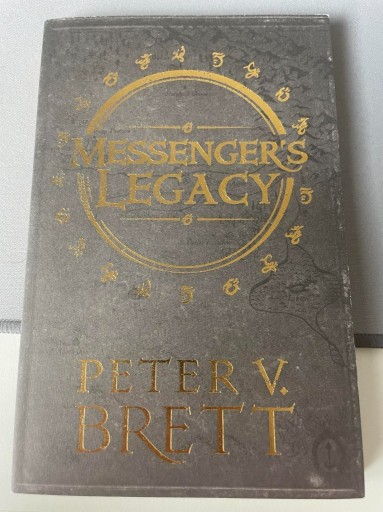 MESSENGER'S
LEGACY
PETER V.
BRETT